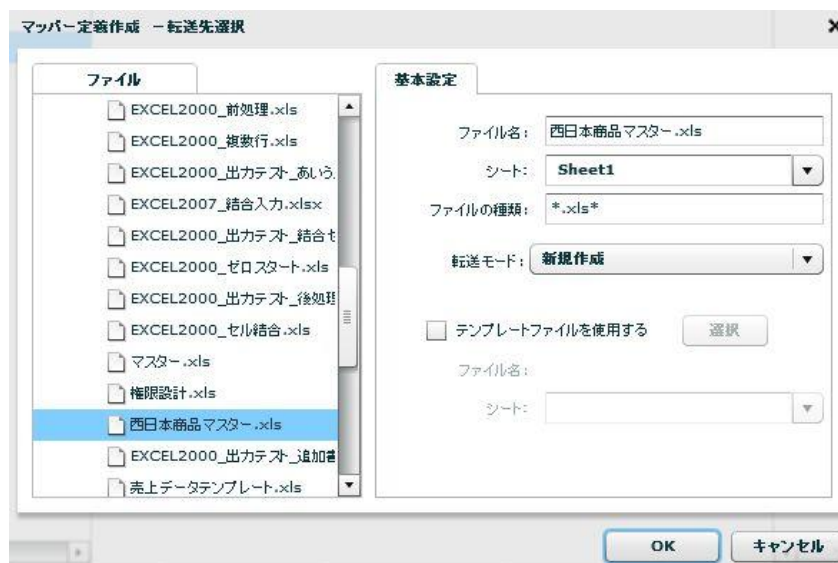 マッパー定義作成 －転送先選択
ファイル
EXCEL2000_前処理.xls
EXCEL2000_複数行.xls
EXCEL2000_出力テスト_あいう
EXCEL2007_結合入力.xlsx
EXCEL2000_出力テスト_結合セ
EXCEL2000_ゼロスタート.xls
EXCEL2000_出力テスト_後処理
EXCEL2000_セル結合.xls
マスター.xls
権限設計.xls
西日本商品マスター.xls
EXCEL2000_出力テスト_追加書
売上データテンプレート.xls
基本設定
ファイル名: 西日本商品マスター.xls
シート: Sheet1
ファイルの種類: *.xls*
転送モード: 新規作成
テンプレートファイルを使用する 選択
ファイル名:
シート:
OK キャンセル